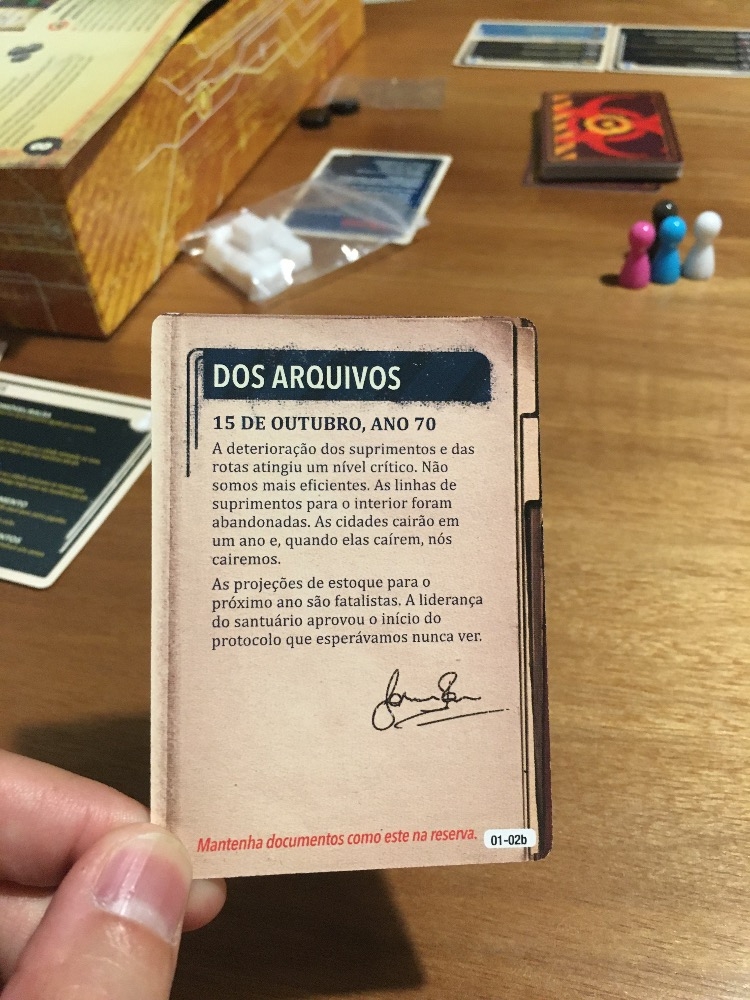 DOS ARQUIVOS
15 DE OUTUBRO, ANO 70
A deterioração dos suprimentos e das
rotas atingiu um nível crítico. Não
somos mais eficientes. As linhas de
suprimentos para o interior foram
abandonadas. As cidades cairão em
um ano e, quando elas caírem, nós
cairemos.
As projeções de estoque para o
próximo ano são fatalistas. A liderança
do santuário aprovou o início do
protocolo que esperávamos nunca ver.
Mantenha documentos como este na reserva.
01-02b